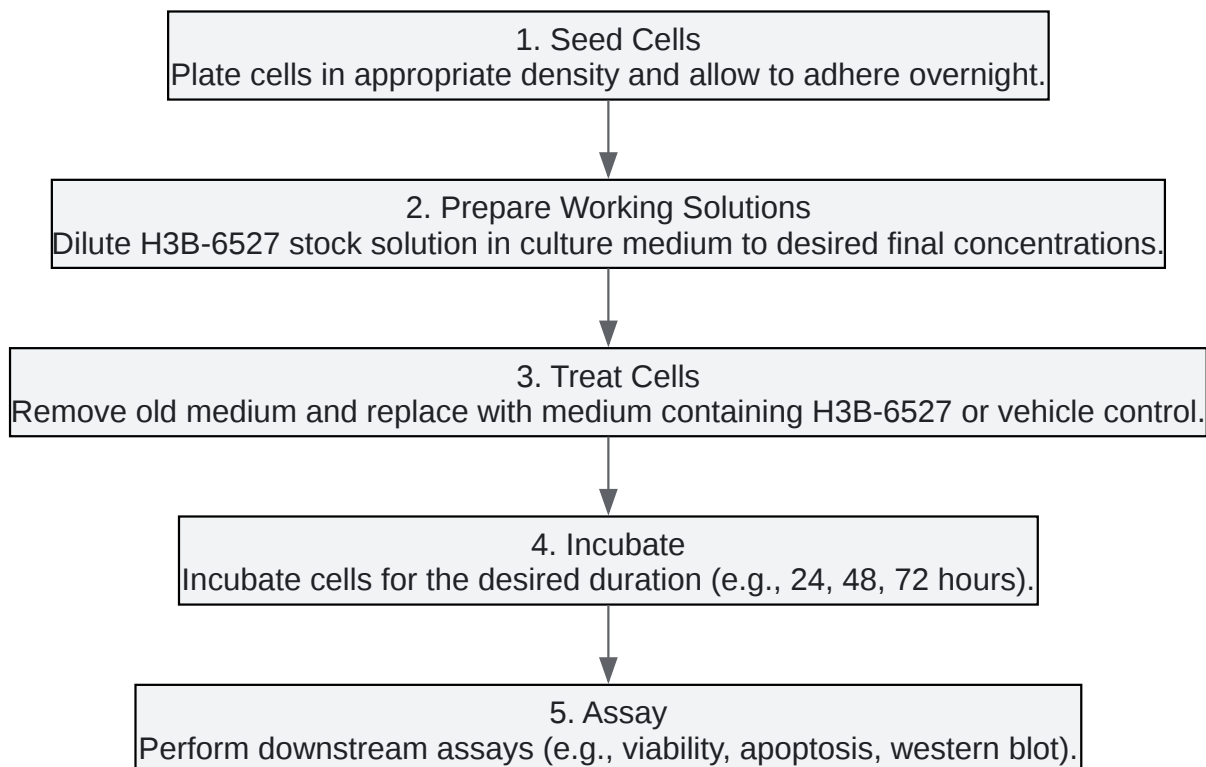 1. Seed Cells
Plate cells in appropriate density and allow to adhere overnight.
2. Prepare Working Solutions
Dilute H3B-6527 stock solution in culture medium to desired final concentrations.
3. Treat Cells
Remove old medium and replace with medium containing H3B-6527 or vehicle control.
4. Incubate
Incubate cells for the desired duration (e.g., 24, 48, 72 hours).
5. Assay
Perform downstream assays (e.g., viability, apoptosis, western blot).